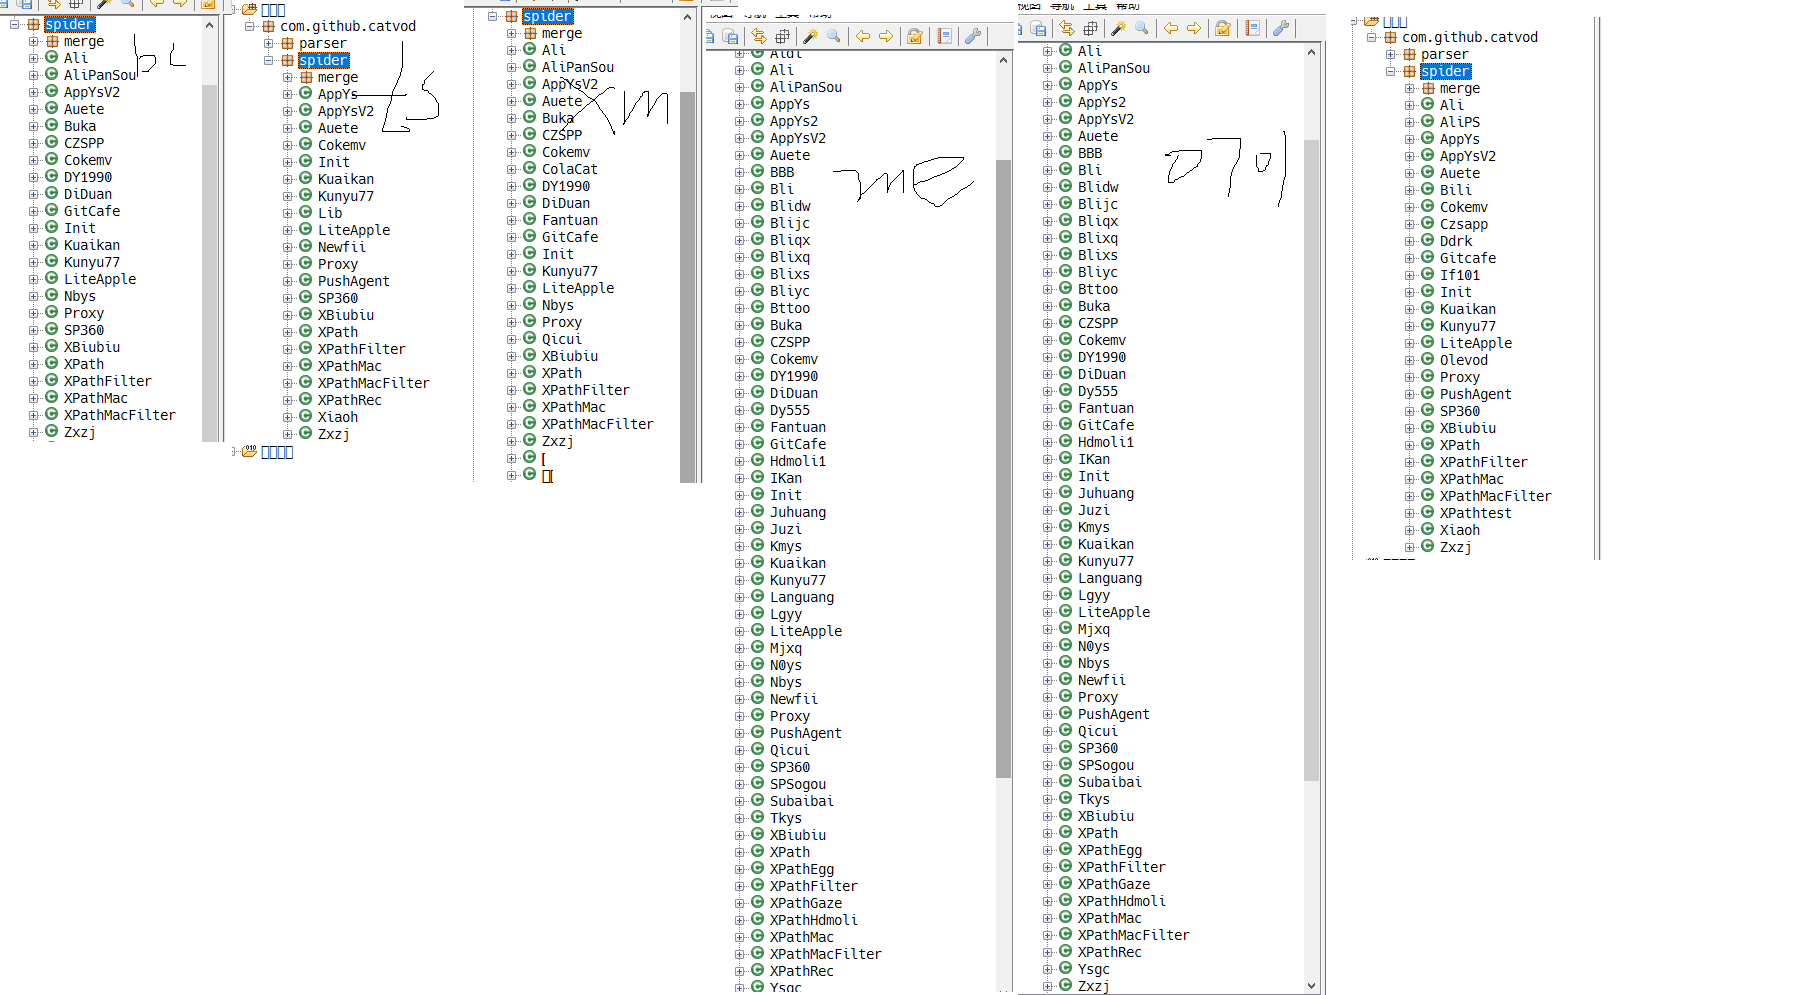 spider
merge
Ali
AliPanSou
AppYsV2
Auete
Buka
CZSPP
Cokemv
DY1990
DiDuan
GitCafe
Init
Kuaikan
Kunyu77
LiteApple
Nbys
Proxy
SP360
XBiubiu
XPath
XPathFilter
XPathMac
XPathMacFilter
Zxzj
com.github.catvod
parser
spider
merge
AppYs
AppYsV2
Auete
Cokemv
Init
Kuaikan
Kunyu77
Lib
LiteApple
Newfii
Proxy
PushAgent
SP360
XBiubiu
XPath
XPathFilter
XPathMac
XPathMacFilter
XPathRec
Xiaoh
Zxzj
spider
merge
Ali
AliPanSou
AppYsV2
Auete
Buka
CZSPP
Cokemv
ColaCat
DY1990
DiDuan
Fantuan
GitCafe
Init
Kunyu77
LiteApple
Nbys
Proxy
Qicui
XBiubiu
XPath
XPathFilter
XPathMac
XPathMacFilter
Zxzj
[
xm
Ali
AliPanSou
AppYs
AppYs2
AppYsV2
Auete
BBB
Bli
Blidw
Blijc
Bliqx
Blixq
Blixs
Bliyc
Bttoo
Buka
CZSPP
Cokemv
DY1990
DiDuan
Dy555
Fantuan
GitCafe
Hdmoli1
IKan
Init
Juhuang
Juzi
Kmys
Kuaikan
Kunyu77
Languang
Lgyy
LiteApple
Mjxq
N0ys
Nbys
Newfii
Proxy
PushAgent
Qicui
SP360
SPSogou
Subaibai
Tkys
XBiubiu
XPath
XPathEgg
XPathFilter
XPathGaze
XPathHdmoli
XPathMac
XPathMacFilter
XPathRec
Ysgc
me
视图 导航 工具 帮助
Ali
AliPanSou
AppYs
AppYs2
AppYsV2
Auete
BBB
Bli
Blidw
Blijc
Bliqx
Blixq
Blixs
Bliyc
Bttoo
Buka
CZSPP
Cokemv
DY1990
DiDuan
Dy555
Fantuan
GitCafe
Hdmoli1
IKan
Init
Juhuang
Juzi
Kmys
Kuaikan
Kunyu77
Languang
Lgyy
LiteApple
Mjxq
N0ys
Nbys
Newfii
Proxy
PushAgent
Qicui
SP360
SPSogou
Subaibai
Tkys
XBiubiu
XPath
XPathEgg
XPathFilter
XPathGaze
XPathHdmoli
XPathMac
XPathMacFilter
XPathRec
Ysgc
Zxzj
0701
com.github.catvod
parser
spider
merge
Ali
AliPS
AppYs
AppYsV2
Auete
Bili
Cokemv
Czsapp
Ddrk
Gitcafe
If101
Init
Kuaikan
Kunyu77
LiteApple
Olevod
Proxy
PushAgent
SP360
XBiubiu
XPath
XPathFilter
XPathMac
XPathMacFilter
XPathtest
Xiaoh
Zxzj